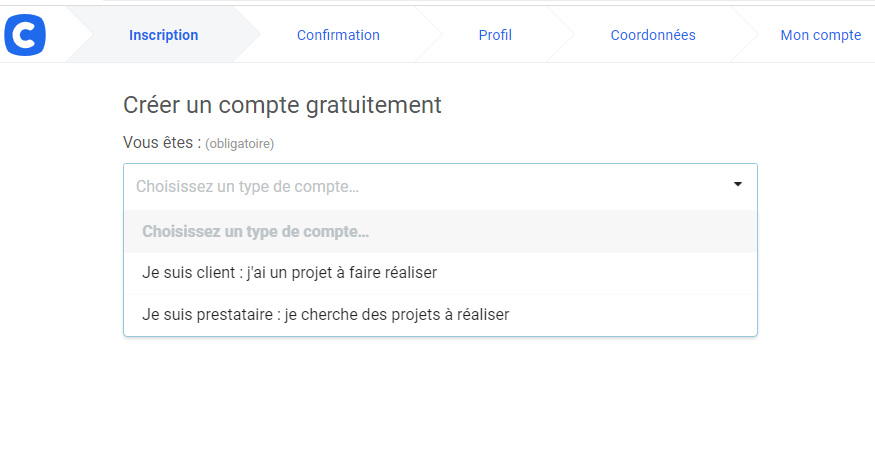 C
Inscription
Confirmation
Profil
Coordonnées
Mon compte
Créer un compte gratuitement
Vous êtes : (obligatoire)
Choisissez un type de compte…
Choisissez un type de compte…
Je suis client : j'ai un projet à faire réaliser
Je suis prestataire : je cherche des projets à réaliser